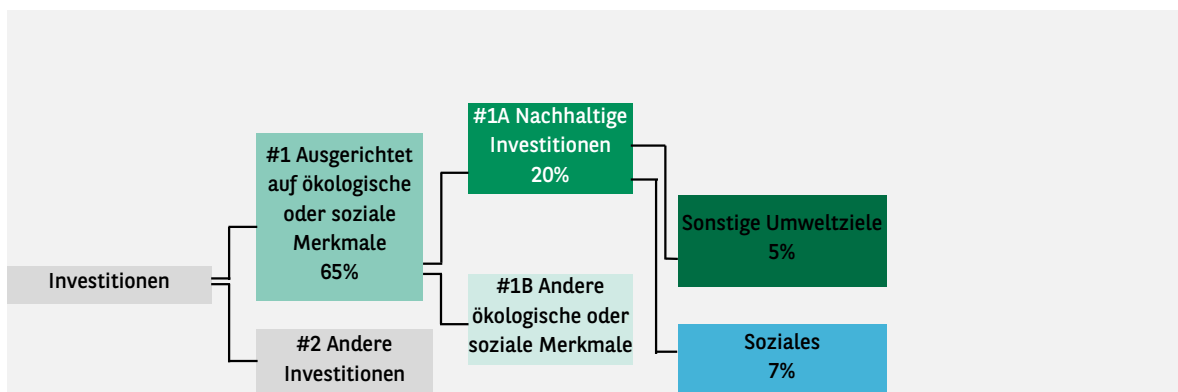 Investitionen
#1 Ausgerichtet
auf ökologische
oder soziale
Merkmale
65%
#2 Andere
Investitionen
#1A Nachhaltige
Investitionen
20%
#1B Andere
ökologische oder
soziale Merkmale
Sonstige Umweltziele
5%
Soziales
7%